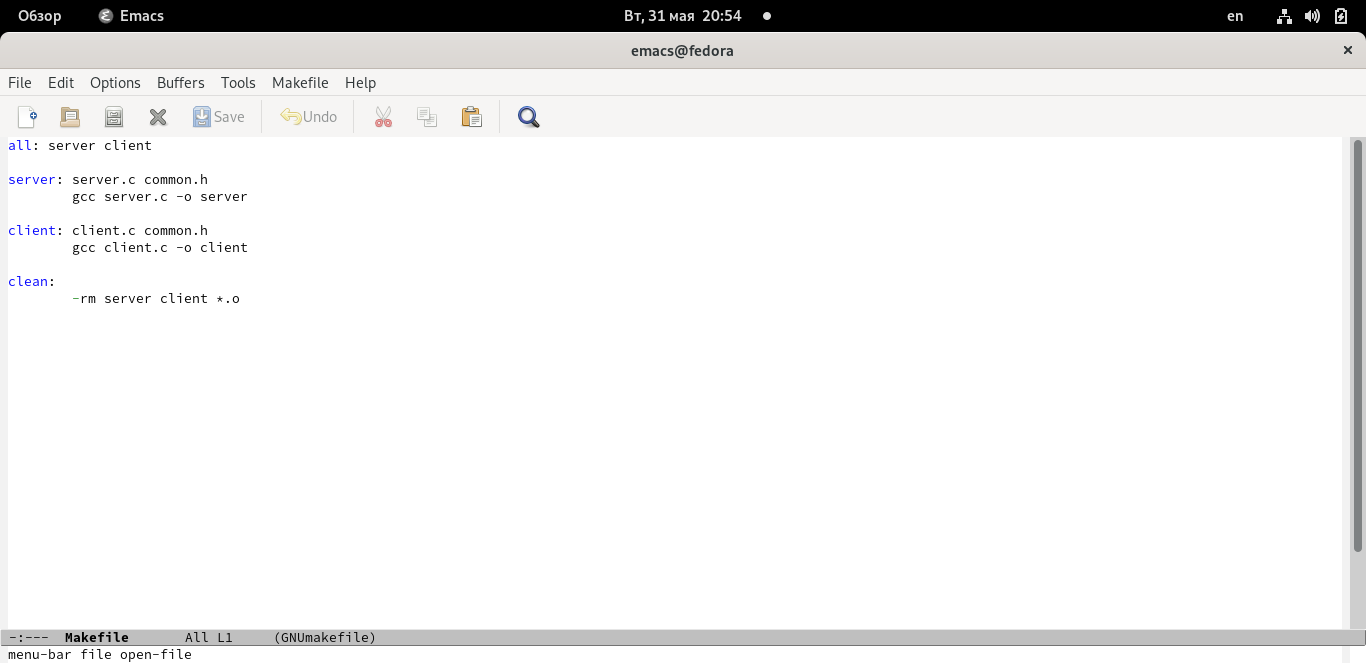 Обзор Emacs Вт, 31 мая 20:54 en
emacs@fedora
File Edit Options Buffers Tools Makefile Help
Save Undo
all: server client
server: server.c common.h
gcc server.c -o server
client: client.c common.h
gcc client.c -o client
clean:
-rm server client *.o
-:--- Makefile All L1 (GNUmakefile)
menu-bar file open-file